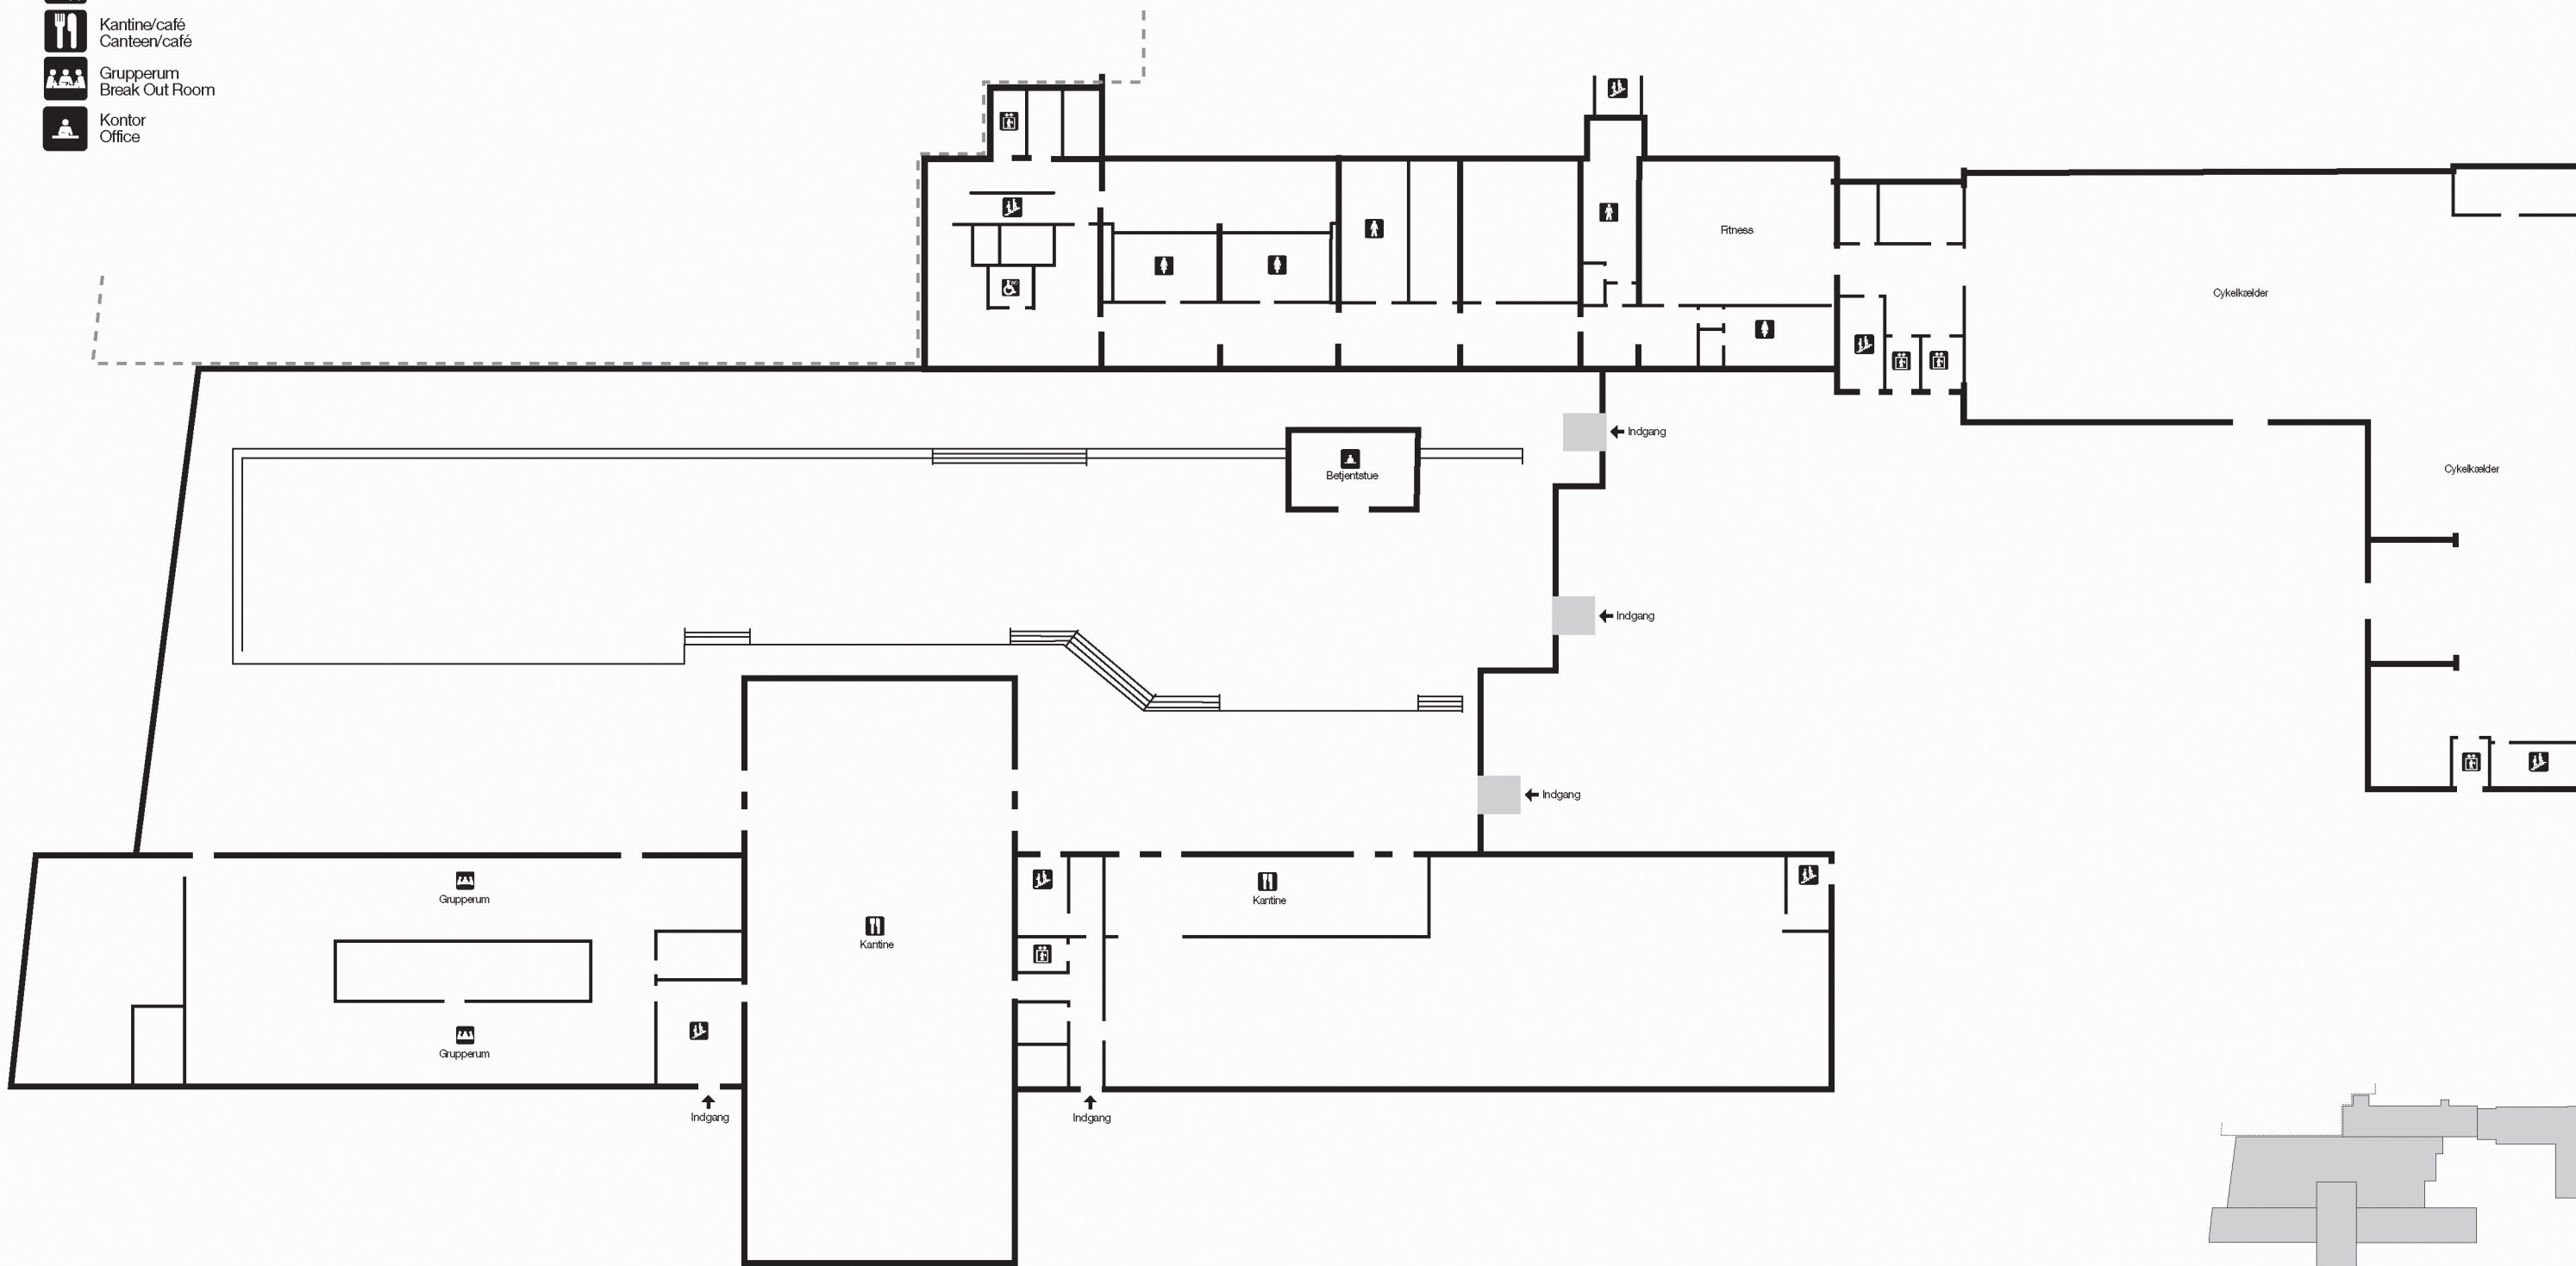 Kantine/café
Canteen/café
Grupperum
Break Out Room
Kontor
Office
Fitness
Cykelkælder
Indgang
Betjentstue
Cykelkælder
Indgang
Indgang
Grupperum
Kantine
Kantine
Grupperum
Indgang
Indgang